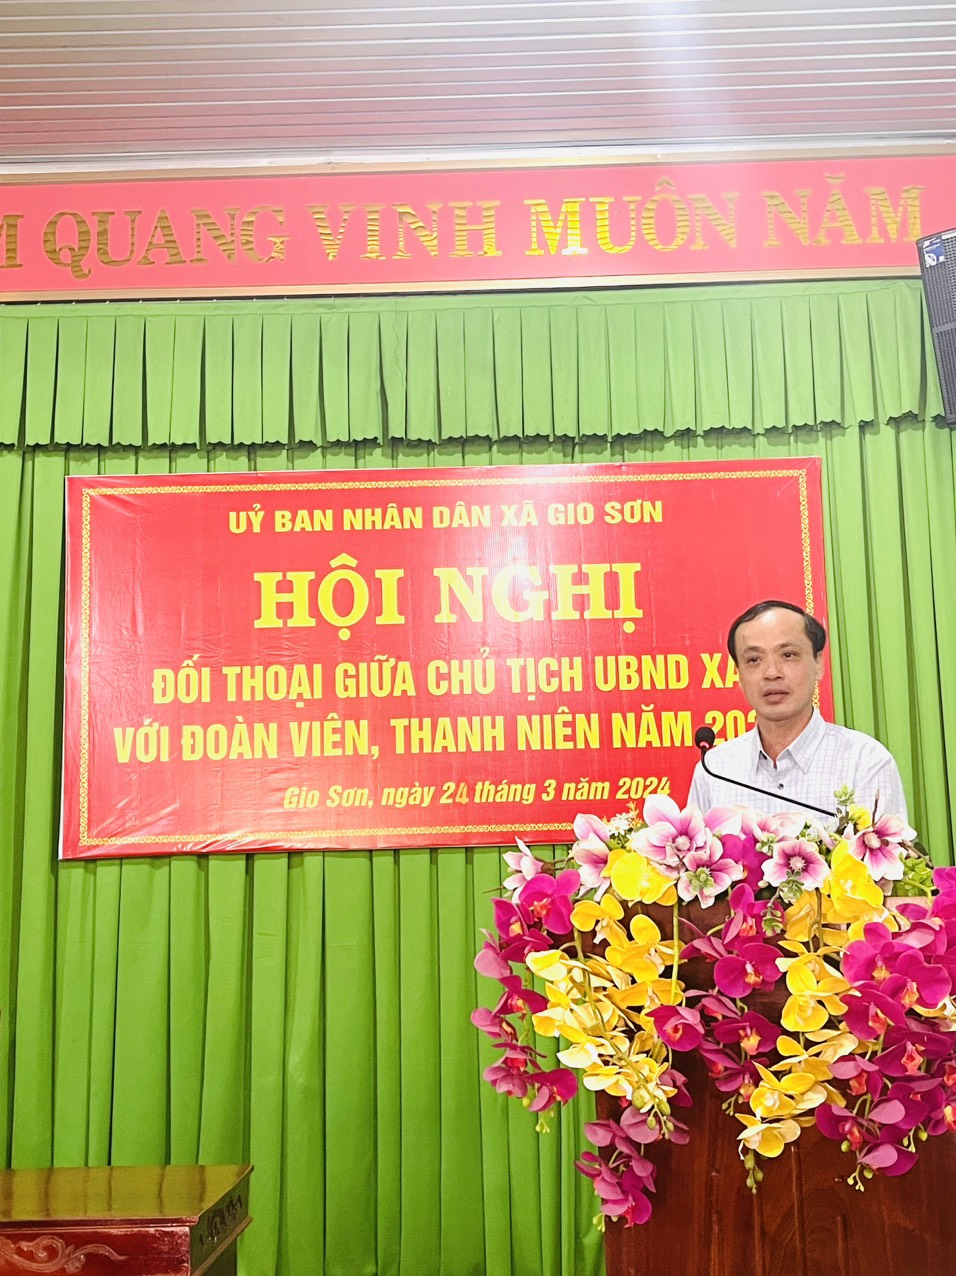 M QUANG VINH MUÔN NĂM
UỶ BAN NHÂN DÂN XÃ GIO SƠN
HỘI NGHỊ
ĐỐI THOẠI GIỮA CHỦ TỊCH UBND XÃ
VỚI ĐOÀN VIÊN, THANH NIÊN NĂM 202
Gio Sơn, ngày 24 tháng 3 năm 2024